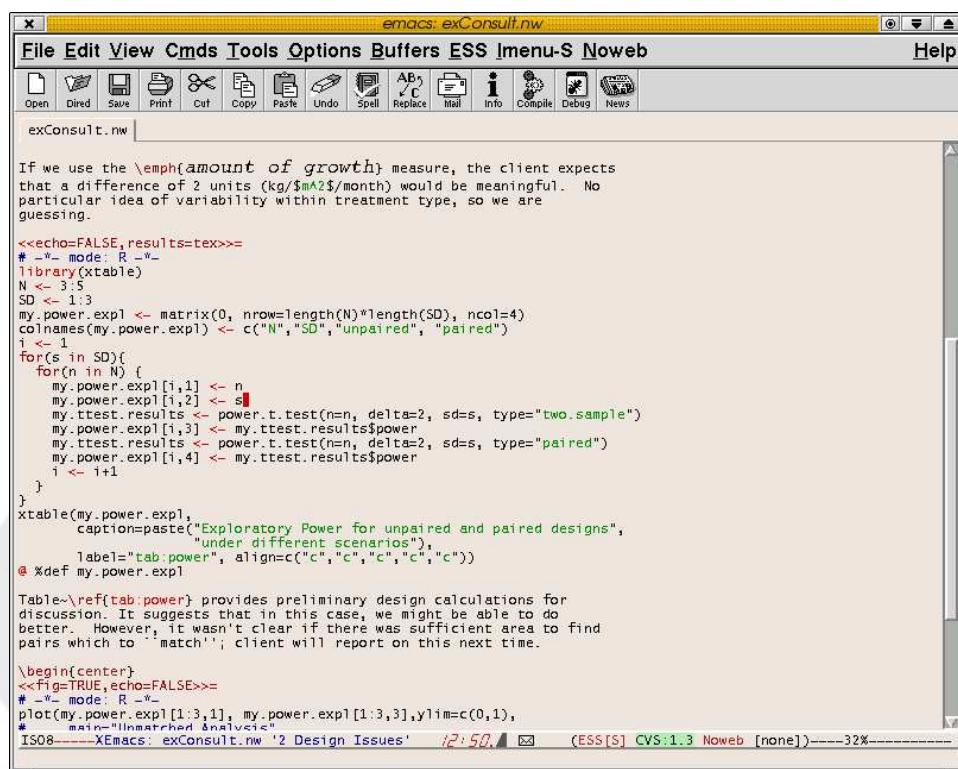 emacs: exConsult.nw
File Edit View Cmds Tools Options Buffers ESS Imenu-S Noweb Help
Open Dired Save Print Cut Copy Paste Undo Spell Replace Mail Info Compile Debug News
exConsult.nw
If we use the \emph{amount of growth} measure, the client expects
that a difference of 2 units (kg/$m^2$/month) would be meaningful.  No
particular idea of variability within treatment type, so we are
guessing.
<<echo=FALSE,results=tex>>=
# -*- mode: R -*-
library(xtable)
N <- 3:5
SD <- 1:3
my.power.expl <- matrix(0, nrow=length(N)*length(SD), ncol=4)
colnames(my.power.expl) <- c("N","SD","unpaired", "paired")
i <- 1
for(s in SD){
  for(n in N) {
    my.power.expl[i,1] <- n
    my.power.expl[i,2] <- s
    my.ttest.results <- power.t.test(n=n, delta=2, sd=s, type="two.sample")
    my.power.expl[i,3] <- my.ttest.results$power
    my.ttest.results <- power.t.test(n=n, delta=2, sd=s, type="paired")
    my.power.expl[i,4] <- my.ttest.results$power
    i <- i+1
  }
}
xtable(my.power.expl,
       caption=paste("Exploratory Power for unpaired and paired designs",
                     "under different scenarios"),
       label="tab:power", align=c("c","c","c","c","c"))
@ %def my.power.expl
Table~\ref{tab:power} provides preliminary design calculations for
discussion. It suggests that in this case, we might be able to do
better.  However, it wasn't clear if there was sufficient area to find
pairs which to ``match''; client will report on this next time.
\begin{center}
<<fig=TRUE,echo=FALSE>>=
# -*- mode: R -*-
plot(my.power.expl[1:3,1], my.power.expl[1:3,3],ylim=c(0,1),
#     main="Unmatched Analysis"
ISO8-----XEmacs: exConsult.nw '2 Design Issues' 12:50 (ESS[S] CVS:1.3 Noweb [none])----32%----------